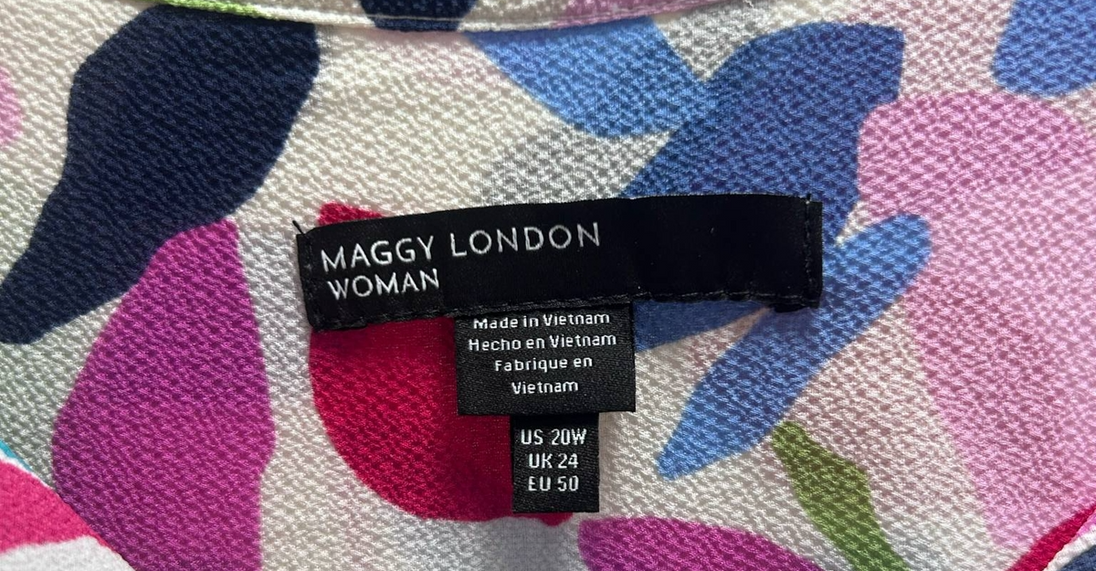 MAGGY LONDON
WOMAN
Made in Vietnam
Hecho en Vietnam
Fabrique en
Vietnam
US 20W
UK 24
EU 50